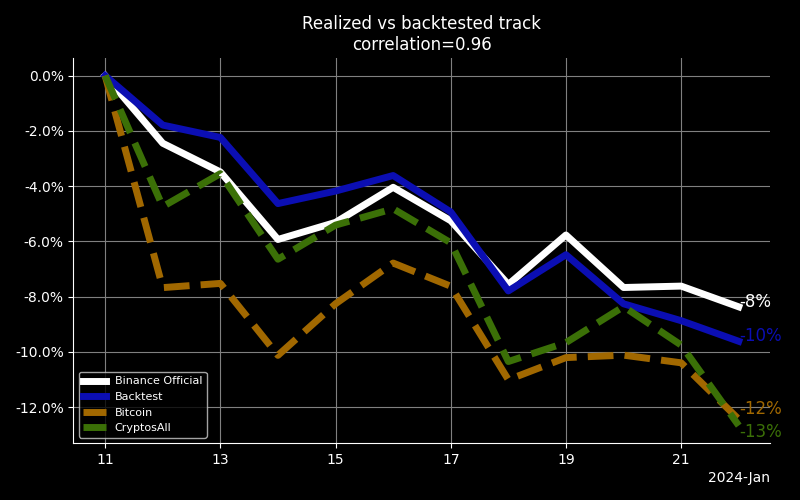 Realized vs backtested track
correlation=0.96
0.0%
-2.0%
-4.0%
-6.0%
-8.0%
-10.0%
-12.0%
-8%
-10%
-12%
-13%
Binance Official
Backtest
Bitcoin
CryptosAll
11 13 15 17 19 21
2024-Jan